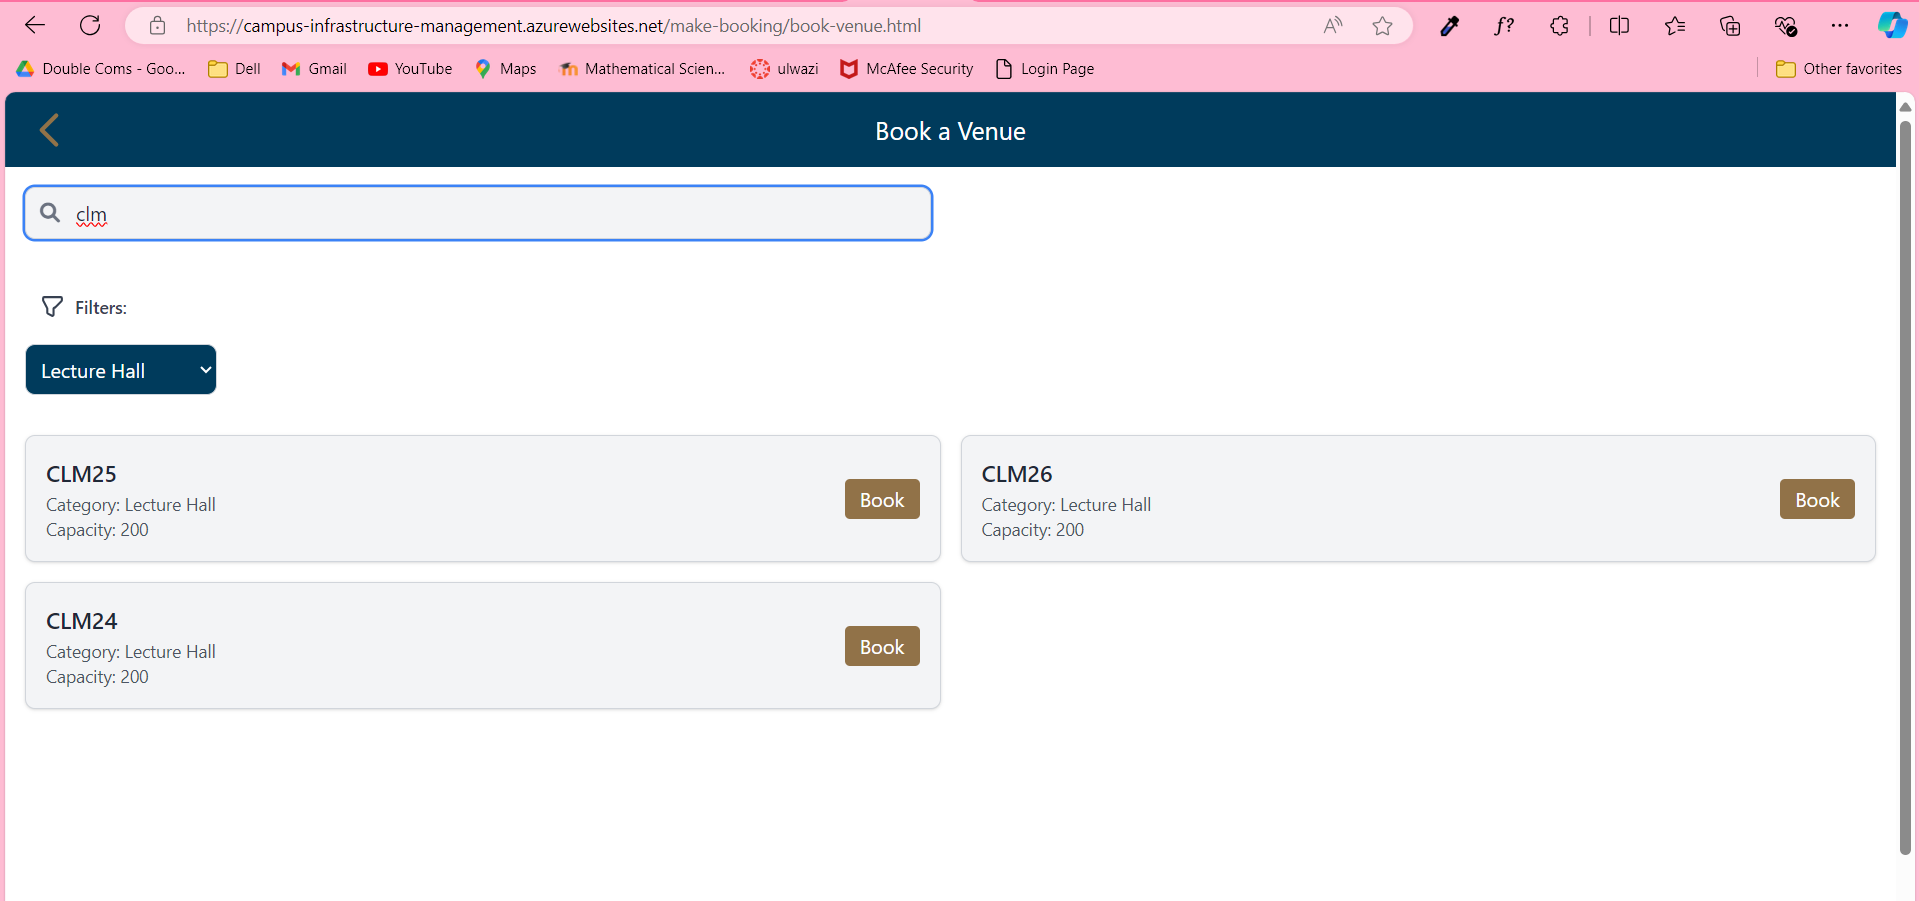 https://campus-infrastructure-management.azurewebsites.net/make-booking/book-venue.html
Double Coms - Goo... Dell Gmail YouTube Maps Mathematical Scien... ulwazi McAfee Security Login Page Other favorites
Book a Venue
clm
Filters:
Lecture Hall
CLM25
Category: Lecture Hall
Capacity: 200
Book
CLM26
Category: Lecture Hall
Capacity: 200
Book
CLM24
Category: Lecture Hall
Capacity: 200
Book